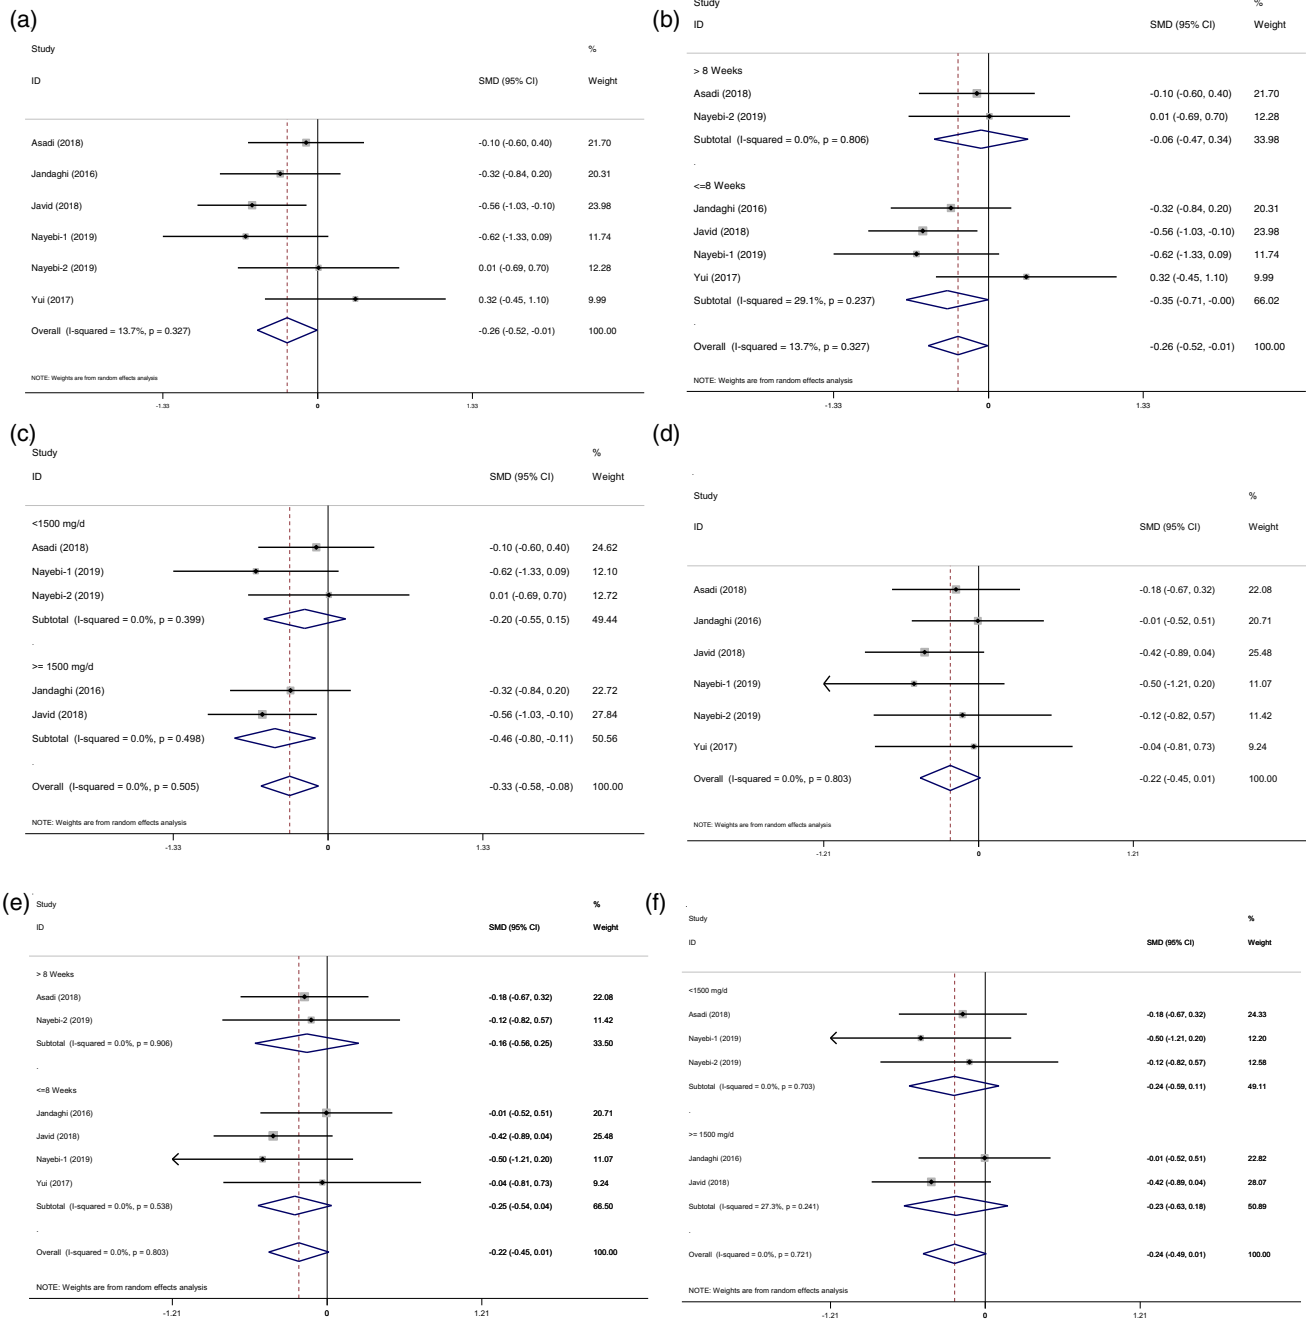 (a)
Study %
ID SMD (95% CI) Weight
Asadi (2018) -0.10 (-0.60, 0.40) 21.70
Jandaghi (2016) -0.32 (-0.84, 0.20) 20.31
Javid (2018) -0.56 (-1.03, -0.10) 23.98
Nayebi-1 (2019) -0.62 (-1.33, 0.09) 11.74
Nayebi-2 (2019) 0.01 (-0.69, 0.70) 12.28
Yui (2017) 0.32 (-0.45, 1.10) 9.99
Overall (I-squared = 13.7%, p = 0.327) -0.26 (-0.52, -0.01) 100.00
NOTE: Weights are from random effects analysis
-1.33 0 1.33
(b)
Study %
ID SMD (95% CI) Weight
> 8 Weeks
Asadi (2018) -0.10 (-0.60, 0.40) 21.70
Nayebi-2 (2019) 0.01 (-0.69, 0.70) 12.28
Subtotal (I-squared = 0.0%, p = 0.806) -0.06 (-0.47, 0.34) 33.98
.
<=8 Weeks
Jandaghi (2016) -0.32 (-0.84, 0.20) 20.31
Javid (2018) -0.56 (-1.03, -0.10) 23.98
Nayebi-1 (2019) -0.62 (-1.33, 0.09) 11.74
Yui (2017) 0.32 (-0.45, 1.10) 9.99
Subtotal (I-squared = 29.1%, p = 0.237) -0.35 (-0.71, -0.00) 66.02
.
Overall (I-squared = 13.7%, p = 0.327) -0.26 (-0.52, -0.01) 100.00
NOTE: Weights are from random effects analysis
-1.33 0 1.33
(c)
Study %
ID SMD (95% CI) Weight
<1500 mg/d
Asadi (2018) -0.10 (-0.60, 0.40) 24.62
Nayebi-1 (2019) -0.62 (-1.33, 0.09) 12.10
Nayebi-2 (2019) 0.01 (-0.69, 0.70) 12.72
Subtotal (I-squared = 0.0%, p = 0.399) -0.20 (-0.55, 0.15) 49.44
.
>= 1500 mg/d
Jandaghi (2016) -0.32 (-0.84, 0.20) 22.72
Javid (2018) -0.56 (-1.03, -0.10) 27.84
Subtotal (I-squared = 0.0%, p = 0.498) -0.46 (-0.80, -0.11) 50.56
.
Overall (I-squared = 0.0%, p = 0.505) -0.33 (-0.58, -0.08) 100.00
NOTE: Weights are from random effects analysis
-1.33 0 1.33
(d)
.
Study %
ID SMD (95% CI) Weight
Asadi (2018) -0.18 (-0.67, 0.32) 22.08
Jandaghi (2016) -0.01 (-0.52, 0.51) 20.71
Javid (2018) -0.42 (-0.89, 0.04) 25.48
Nayebi-1 (2019) -0.50 (-1.21, 0.20) 11.07
Nayebi-2 (2019) -0.12 (-0.82, 0.57) 11.42
Yui (2017) -0.04 (-0.81, 0.73) 9.24
Overall (I-squared = 0.0%, p = 0.803) -0.22 (-0.45, 0.01) 100.00
NOTE: Weights are from random effects analysis
-1.21 0 1.21
(e)
.
Study %
ID SMD (95% CI) Weight
> 8 Weeks
Asadi (2018) -0.18 (-0.67, 0.32) 22.08
Nayebi-2 (2019) -0.12 (-0.82, 0.57) 11.42
Subtotal (I-squared = 0.0%, p = 0.906) -0.16 (-0.56, 0.25) 33.50
.
<=8 Weeks
Jandaghi (2016) -0.01 (-0.52, 0.51) 20.71
Javid (2018) -0.42 (-0.89, 0.04) 25.48
Nayebi-1 (2019) -0.50 (-1.21, 0.20) 11.07
Yui (2017) -0.04 (-0.81, 0.73) 9.24
Subtotal (I-squared = 0.0%, p = 0.538) -0.25 (-0.54, 0.04) 66.50
.
Overall (I-squared = 0.0%, p = 0.803) -0.22 (-0.45, 0.01) 100.00
NOTE: Weights are from random effects analysis
-1.21 0 1.21
(f)
.
Study %
ID SMD (95% CI) Weight
<1500 mg/d
Asadi (2018) -0.18 (-0.67, 0.32) 24.33
Nayebi-1 (2019) -0.50 (-1.21, 0.20) 12.20
Nayebi-2 (2019) -0.12 (-0.82, 0.57) 12.58
Subtotal (I-squared = 0.0%, p = 0.703) -0.24 (-0.59, 0.11) 49.11
.
>= 1500 mg/d
Jandaghi (2016) -0.01 (-0.52, 0.51) 22.82
Javid (2018) -0.42 (-0.89, 0.04) 28.07
Subtotal (I-squared = 27.3%, p = 0.241) -0.23 (-0.63, 0.18) 50.89
.
Overall (I-squared = 0.0%, p = 0.721) -0.24 (-0.49, 0.01) 100.00
NOTE: Weights are from random effects analysis
-1.21 0 1.21